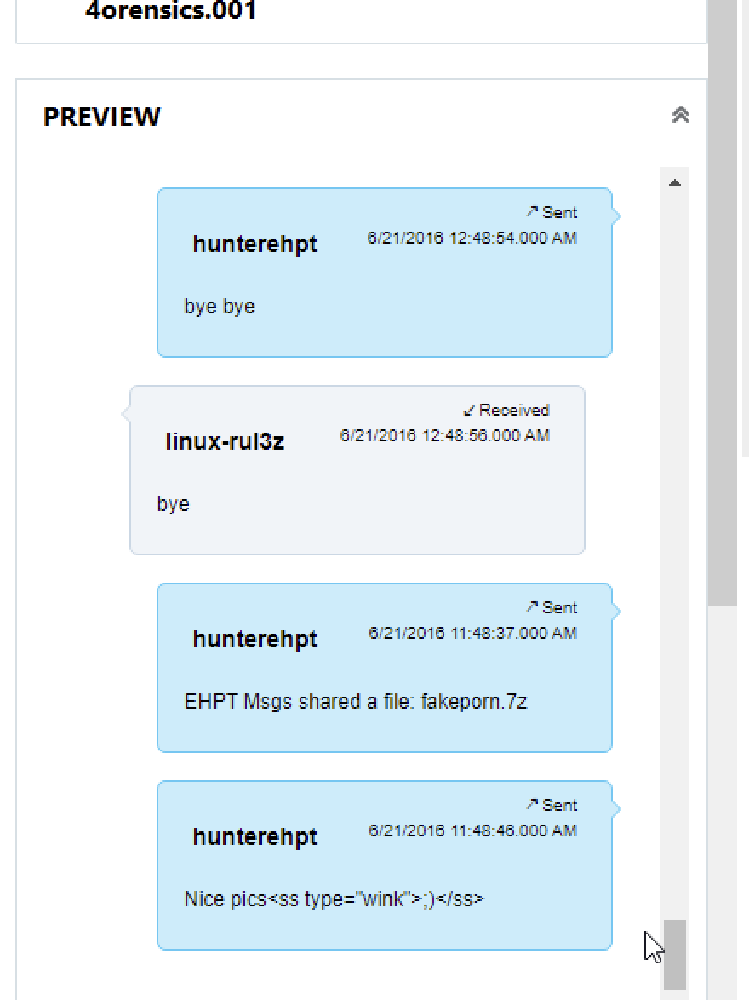 4orensics.001
PREVIEW
↗ Sent
hunterehpt 6/21/2016 12:48:54.000 AM
bye bye
↙ Received
linux-rul3z 6/21/2016 12:48:56.000 AM
bye
↗ Sent
hunterehpt 6/21/2016 11:48:37.000 AM
EHPT Msgs shared a file: fakeporn.7z
↗ Sent
hunterehpt 6/21/2016 11:48:46.000 AM
Nice pics<ss type="wink">;)</ss>